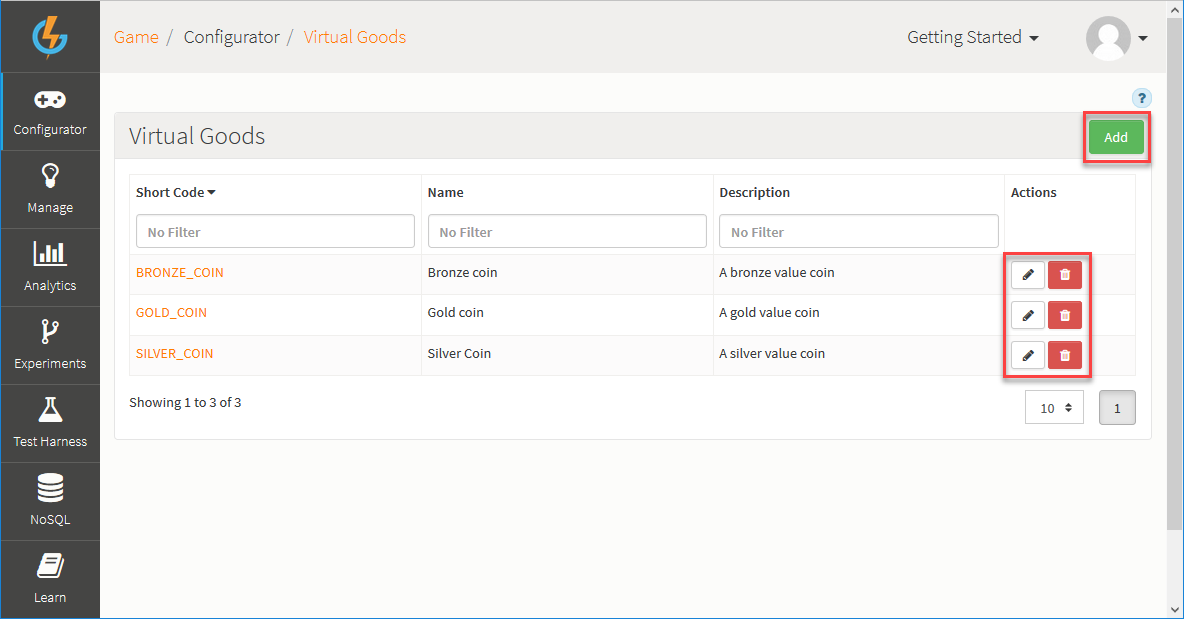 Game / Configurator / Virtual Goods
Getting Started
?
Configurator
Manage
Analytics
Experiments
Test Harness
NoSQL
Learn
Virtual Goods
Add
Short Code Name Description Actions
No Filter No Filter No Filter
BRONZE_COIN Bronze coin A bronze value coin
GOLD_COIN Gold coin A gold value coin
SILVER_COIN Silver Coin A silver value coin
Showing 1 to 3 of 3
10 1